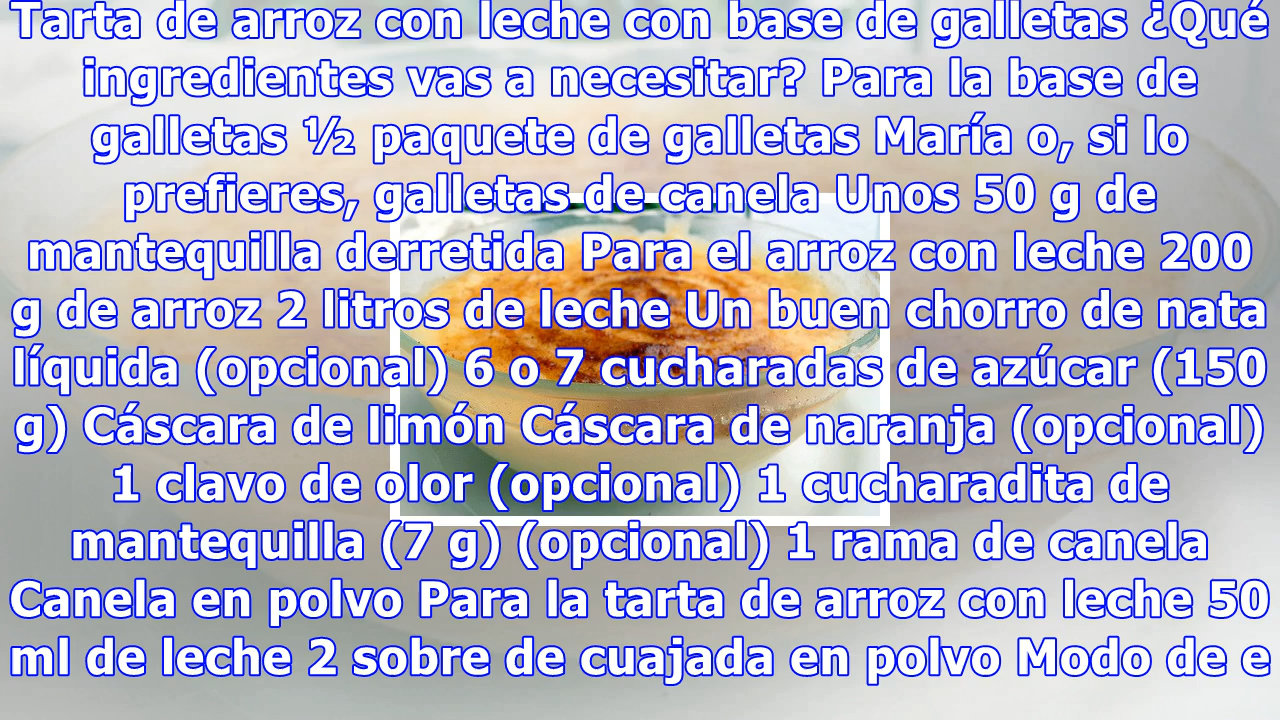 Tarta de arroz con leche con base de galletas ¿Qué
ingredientes vas a necesitar? Para la base de
galletas ½ paquete de galletas María o, si lo
prefieres, galletas de canela Unos 50 g de
mantequilla derretida Para el arroz con leche 200
g de arroz 2 litros de leche Un buen chorro de nata
líquida (opcional) 6 o 7 cucharadas de azúcar (150
g) Cáscara de limón Cáscara de naranja (opcional)
1 clavo de olor (opcional) 1 cucharadita de
mantequilla (7 g) (opcional) 1 rama de canela
Canela en polvo Para la tarta de arroz con leche 50
ml de leche 2 sobre de cuajada en polvo Modo de e